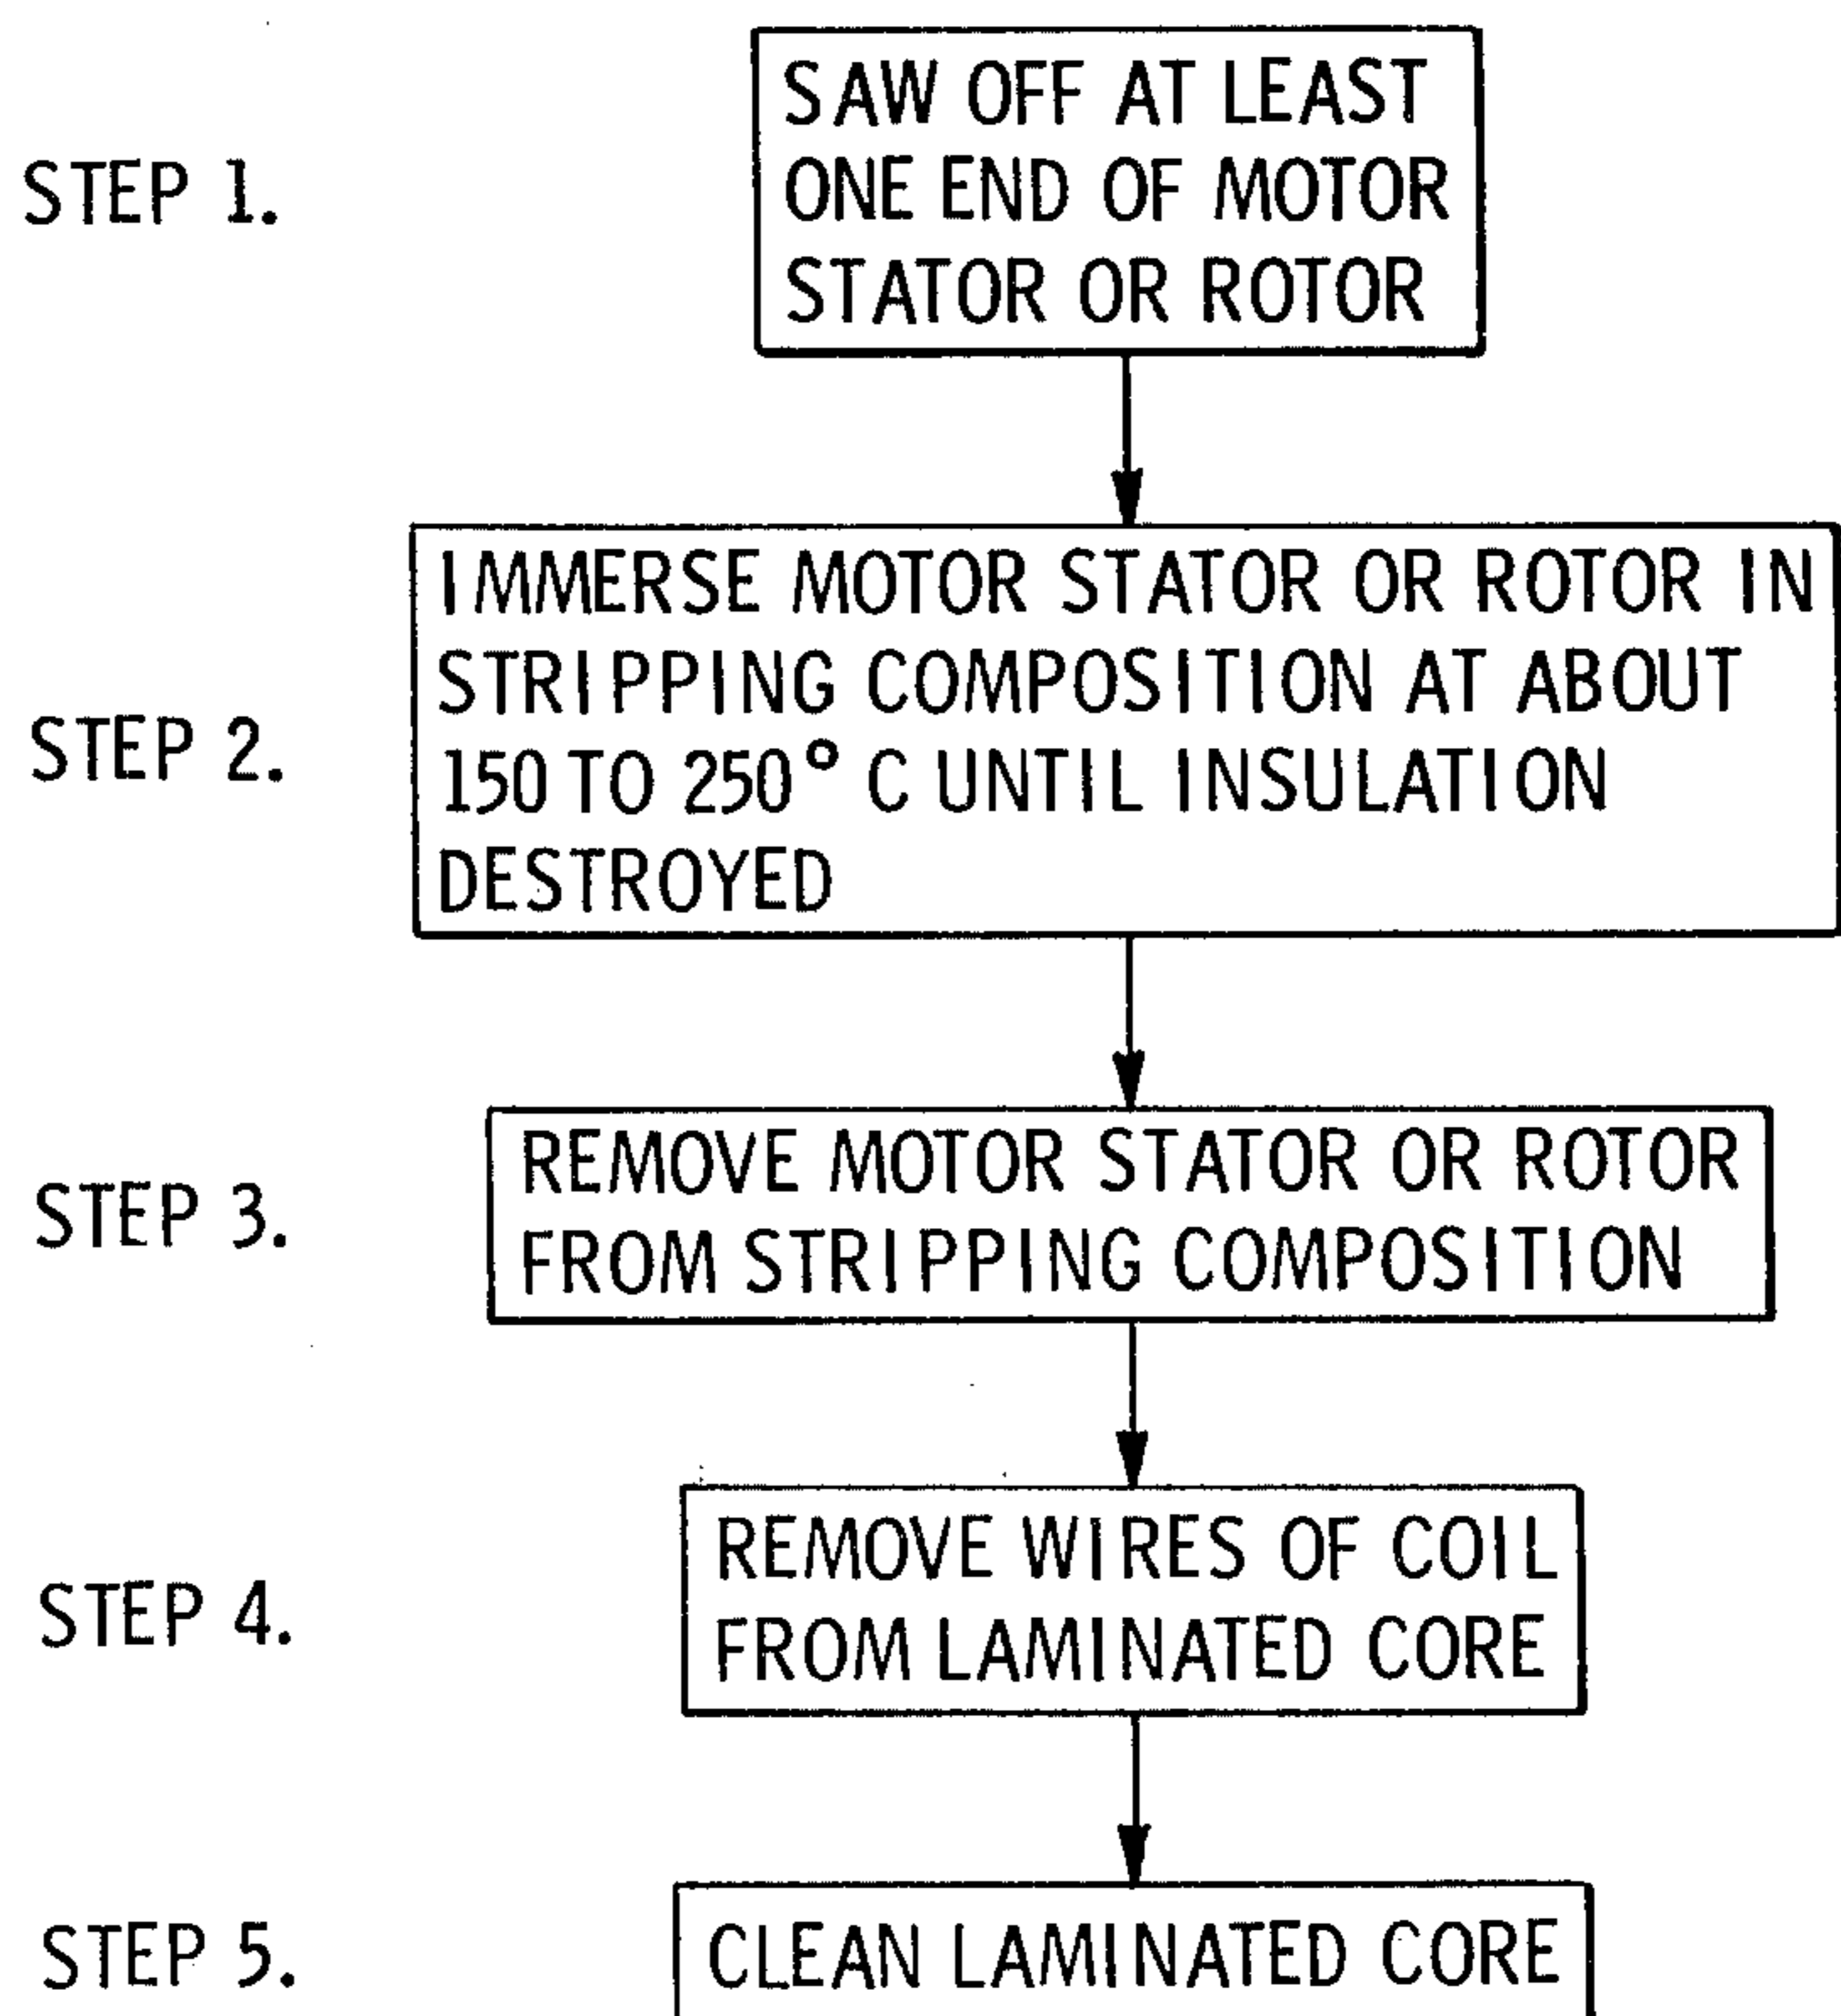 STEP 1.
SAW OFF AT LEAST
ONE END OF MOTOR
STATOR OR ROTOR
STEP 2.
IMMERSE MOTOR STATOR OR ROTOR IN
STRIPPING COMPOSITION AT ABOUT
150 TO 250° C UNTIL INSULATION
DESTROYED
STEP 3.
REMOVE MOTOR STATOR OR ROTOR
FROM STRIPPING COMPOSITION
STEP 4.
REMOVE WIRES OF COIL
FROM LAMINATED CORE
STEP 5.
CLEAN LAMINATED CORE